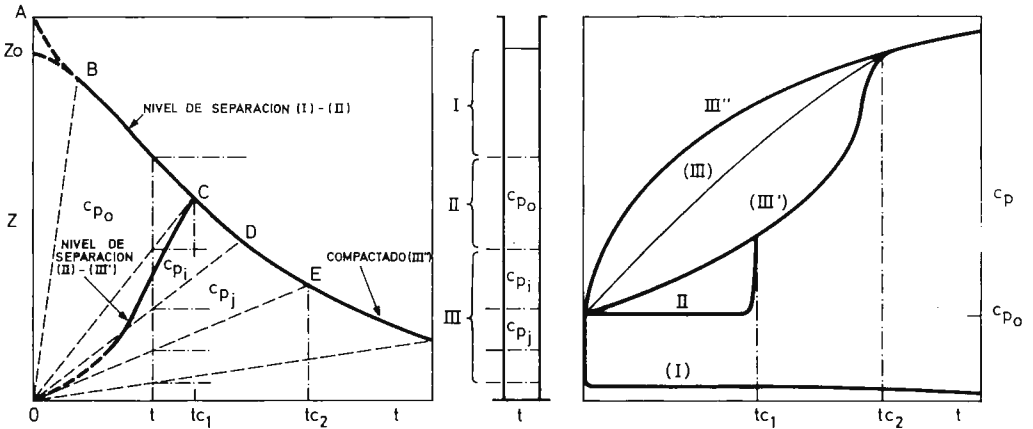 A
Zo
B
NIVEL DE SEPARACION (I)-(II)
Z
cpo
C
NIVEL DE
SEPARACION
(II)-(III')
cpi
D
cpj
E
COMPACTADO(III")
0
t
tc1
tc2
t
I
II
III
cpo
cpi
cpj
t
III"
(III)
(III')
II
(I)
cp
cpo
tc1
tc2
t